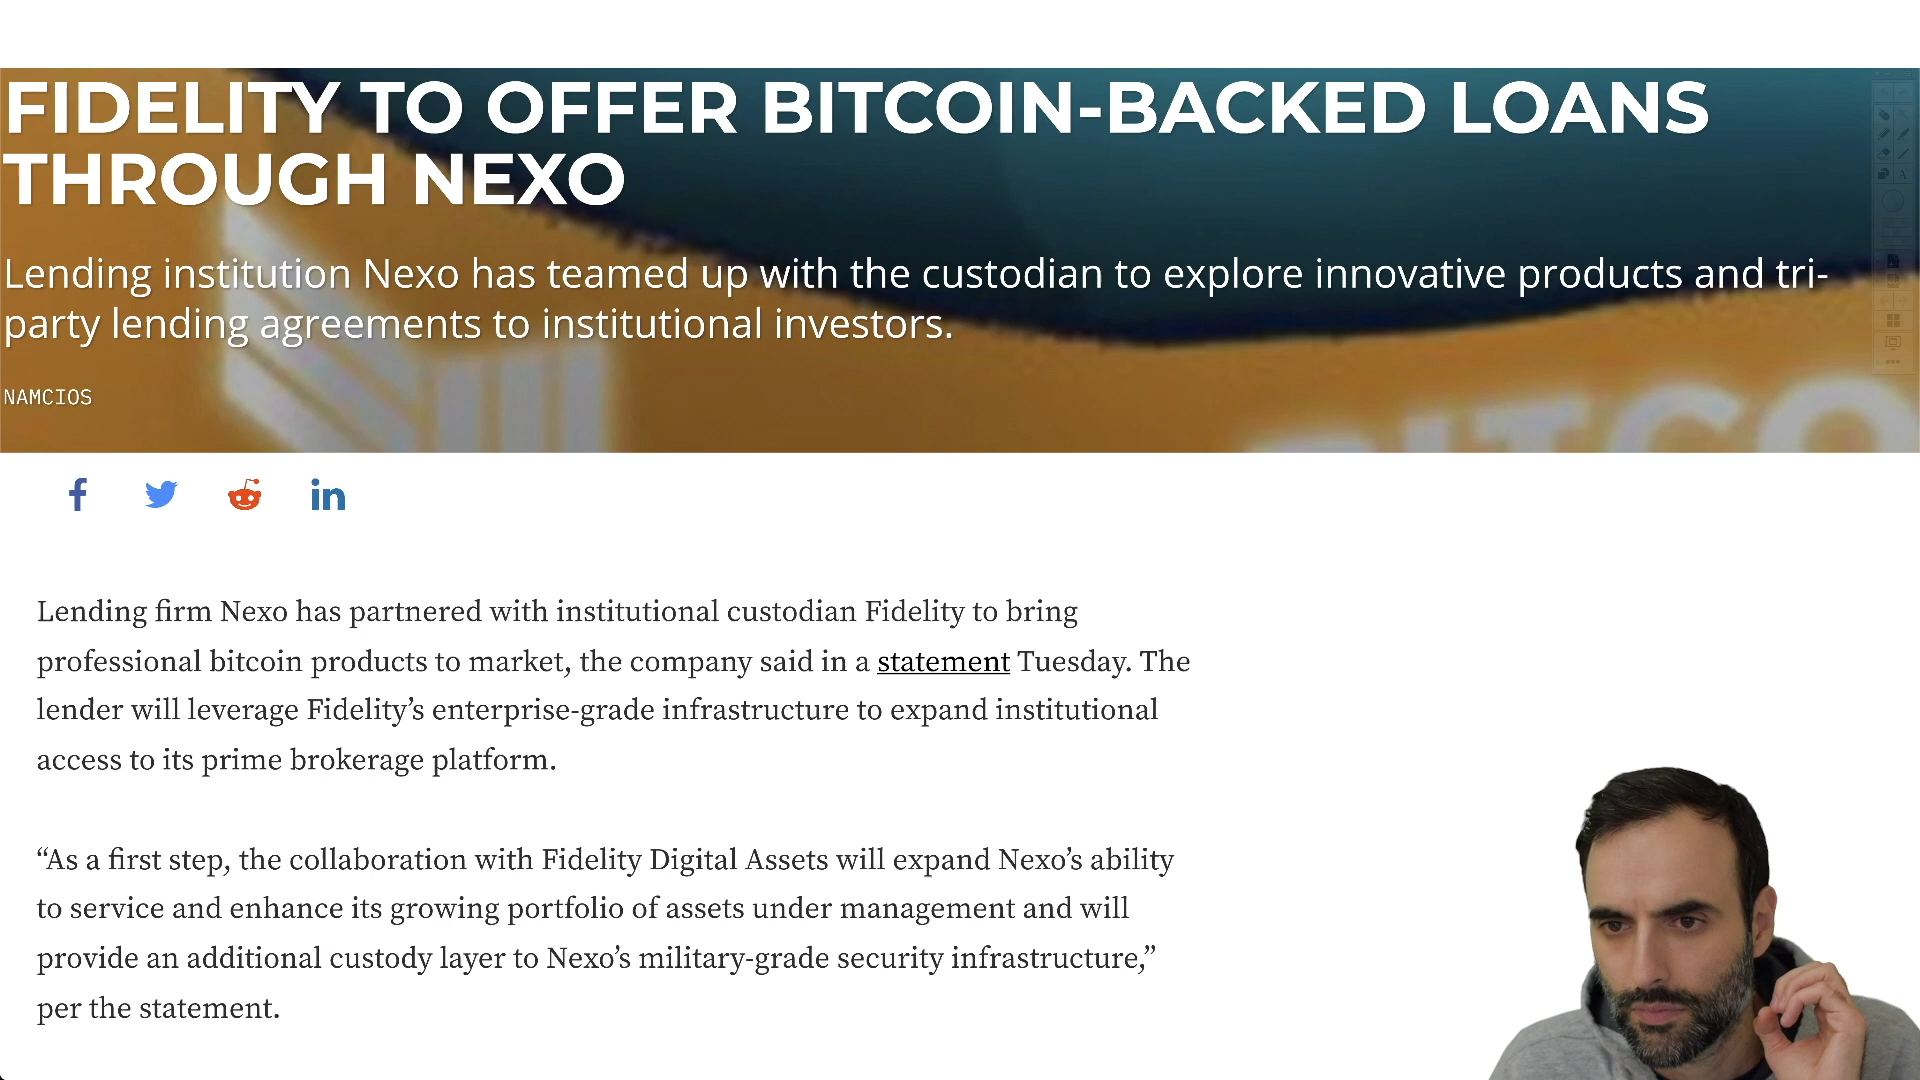 FIDELITY TO OFFER BITCOIN-BACKED LOANS
THROUGH NEXO
Lending institution Nexo has teamed up with the custodian to explore innovative products and tri-
party lending agreements to institutional investors.
NAMCIOS
BITCO
Lending firm Nexo has partnered with institutional custodian Fidelity to bring
professional bitcoin products to market, the company said in a statement Tuesday. The
lender will leverage Fidelity’s enterprise-grade infrastructure to expand institutional
access to its prime brokerage platform.
“As a first step, the collaboration with Fidelity Digital Assets will expand Nexo’s ability
to service and enhance its growing portfolio of assets under management and will
provide an additional custody layer to Nexo’s military-grade security infrastructure,”
per the statement.